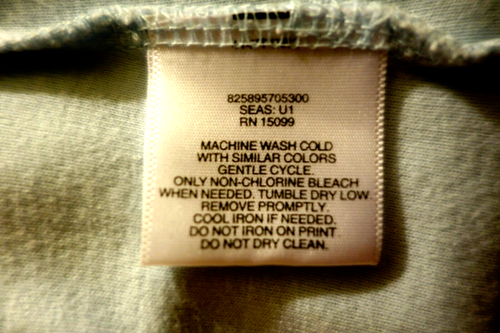 825895705300
SEAS: U1
RN 15099
MACHINE WASH COLD
WITH SIMILAR COLORS
GENTLE CYCLE.
ONLY NON-CHLORINE BLEACH
WHEN NEEDED. TUMBLE DRY LOW
REMOVE PROMPTLY.
COOL IRON IF NEEDED.
DO NOT IRON ON PRINT
DO NOT DRY CLEAN.